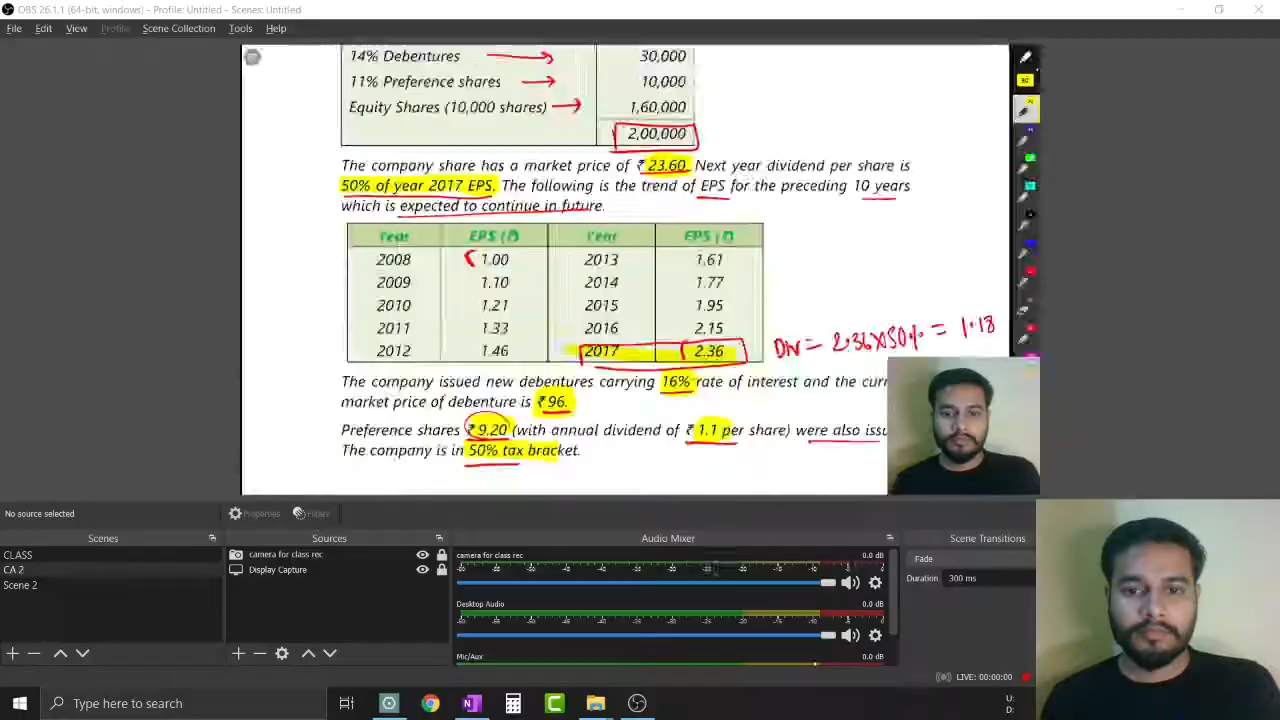 OBS 26.1.1 (64-bit, windows) - Profile: Untitled - Scenes: Untitled
File Edit View Profile Scene Collection Tools Help
14% Debentures 30,000
11% Preference shares 10,000
Equity Shares (10,000 shares) 1,60,000
2,00,000
The company share has a market price of ₹ 23.60. Next year dividend per share is
50% of year 2017 EPS. The following is the trend of EPS for the preceding 10 years
which is expected to continue in future.
Year EPS (₹) Year EPS (₹)
2008 1.00 2013 1.61
2009 1.10 2014 1.77
2010 1.21 2015 1.95
2011 1.33 2016 2.15
2012 1.46 2017 2.36
Div = 2.36 x 50% = 1.18
The company issued new debentures carrying 16% rate of interest and the curr
market price of debenture is ₹ 96.
Preference shares ₹ 9.20 (with annual dividend of ₹ 1.1 per share) were also issu
The company is in 50% tax bracket.
No source selected Properties Filters
Scenes Sources Audio Mixer Scene Transitions
CLASS camera for class rec camera for class rec 0.0 dB Fade
CA 2 Display Capture Duration: 300 ms
Scene 2
Desktop Audio 0.0 dB
Mic/Aux 0.0 dB
LIVE: 00:00:00
Type here to search
U:
D: